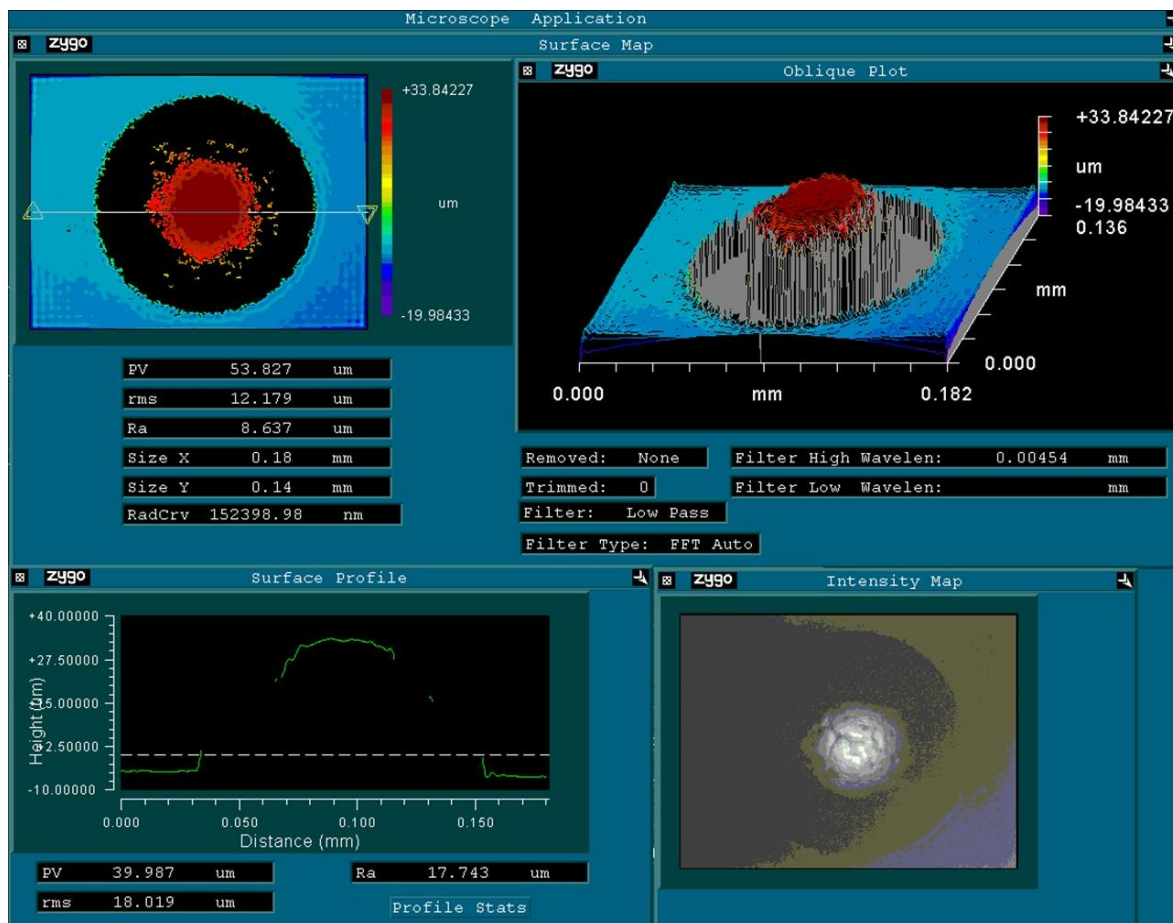 Microscope Application
zygo Surface Map
+33.84227
um
-19.98433
PV 53.827 um
rms 12.179 um
Ra 8.637 um
Size X 0.18 mm
Size Y 0.14 mm
RadCrv 152398.98 nm
zygo Oblique Plot
+33.84227
um
-19.98433
0.136
mm
0.000
0.000 mm 0.182
Removed: None
Filter High Wavelen: 0.00454 mm
Trimmed: 0
Filter Low Wavelen: mm
Filter: Low Pass
Filter Type: FFT Auto
zygo Surface Profile
Height (um)
+40.00000
+27.50000
+15.00000
+2.50000
-10.00000
0.000 0.050 0.100 0.150
Distance (mm)
PV 39.987 um
Ra 17.743 um
rms 18.019 um
Profile Stats
zygo Intensity Map